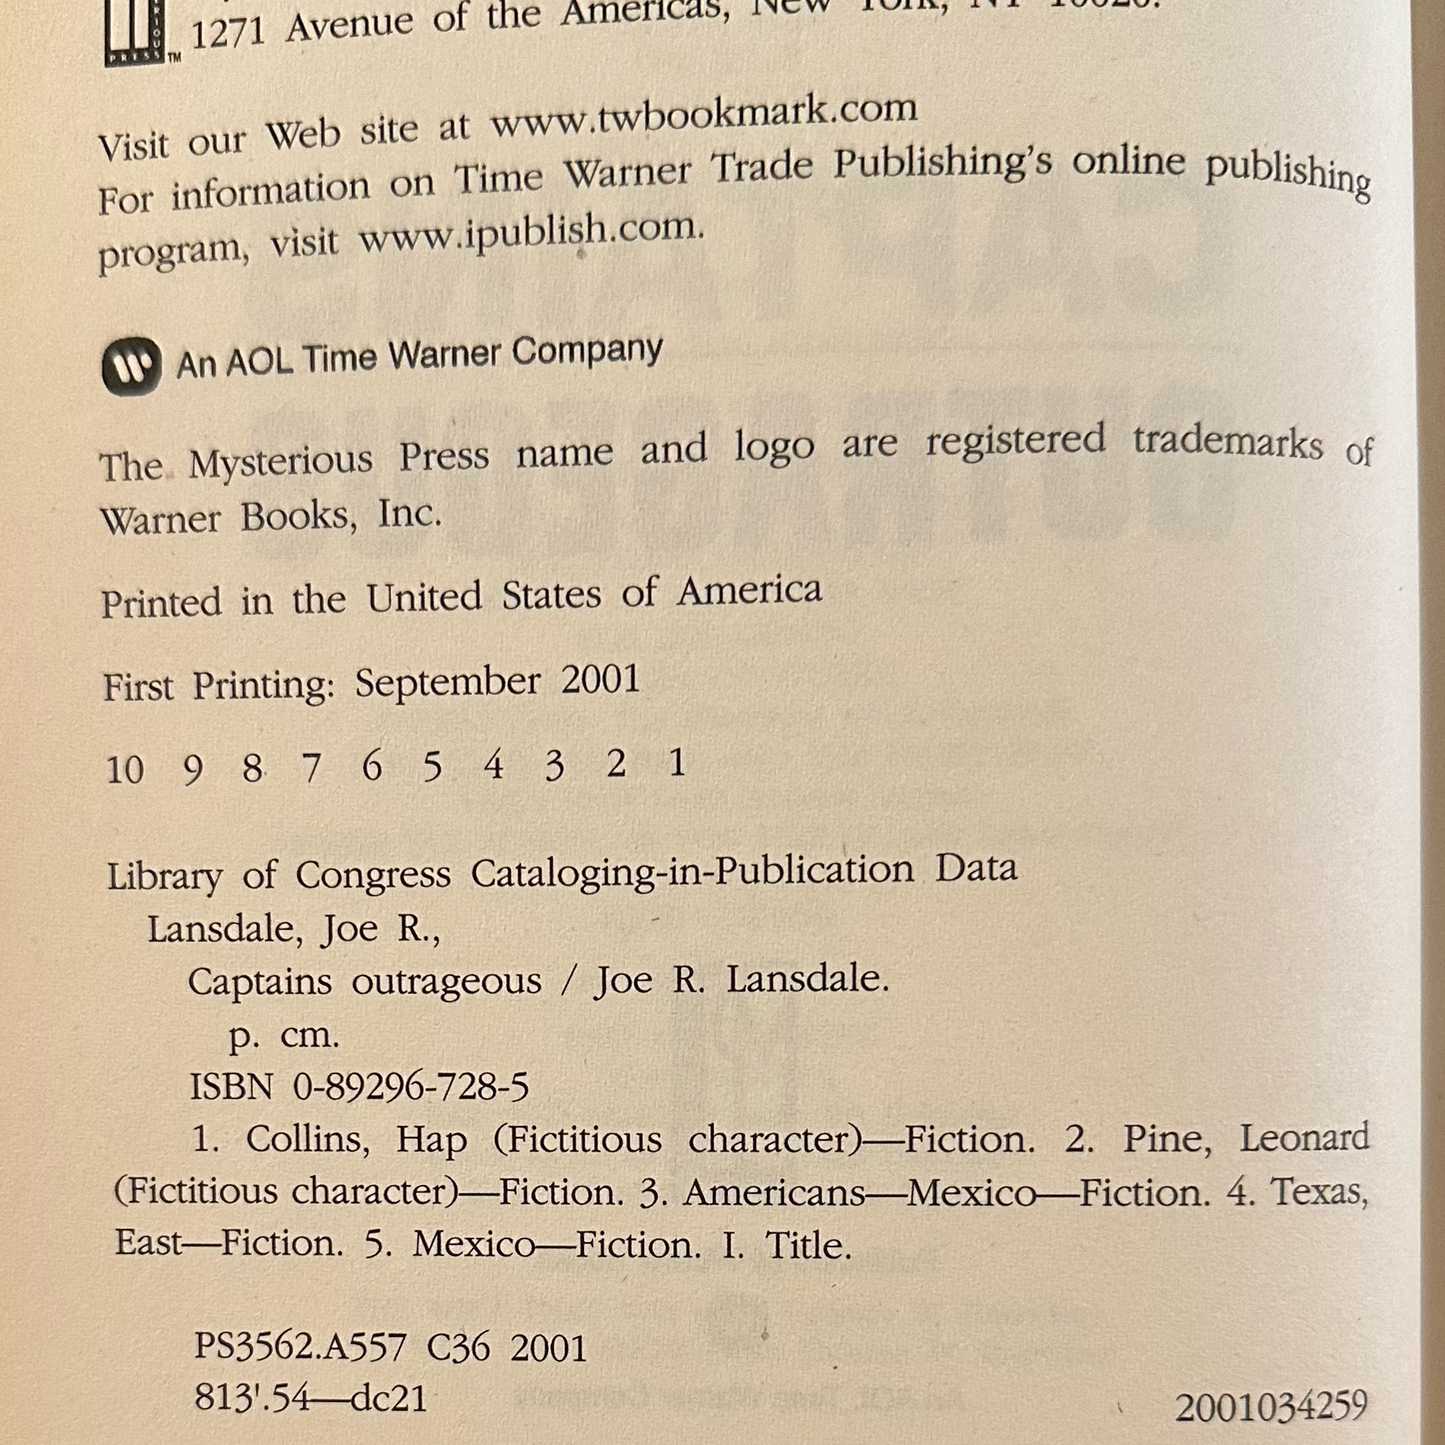 1271 Avenue of the Americas, New York, NY 10020.
PRESS
TM
Visit our Web site at www.twbookmark.com
For information on Time Warner Trade Publishing's online publishing
program, visit www.ipublish.com.
An AOL Time Warner Company
The Mysterious Press name and logo are registered trademarks of
Warner Books, Inc.
Printed in the United States of America
First Printing: September 2001
10 9 8 7 6 5 4 3 2 1
Library of Congress Cataloging-in-Publication Data
Lansdale, Joe R.,
Captains outrageous / Joe R. Lansdale.
p. cm.
ISBN 0-89296-728-5
1. Collins, Hap (Fictitious character)—Fiction. 2. Pine, Leonard
(Fictitious character)—Fiction. 3. Americans—Mexico—Fiction. 4. Texas,
East—Fiction. 5. Mexico—Fiction. I. Title.
PS3562.A557 C36 2001
813'.54—dc21
2001034259